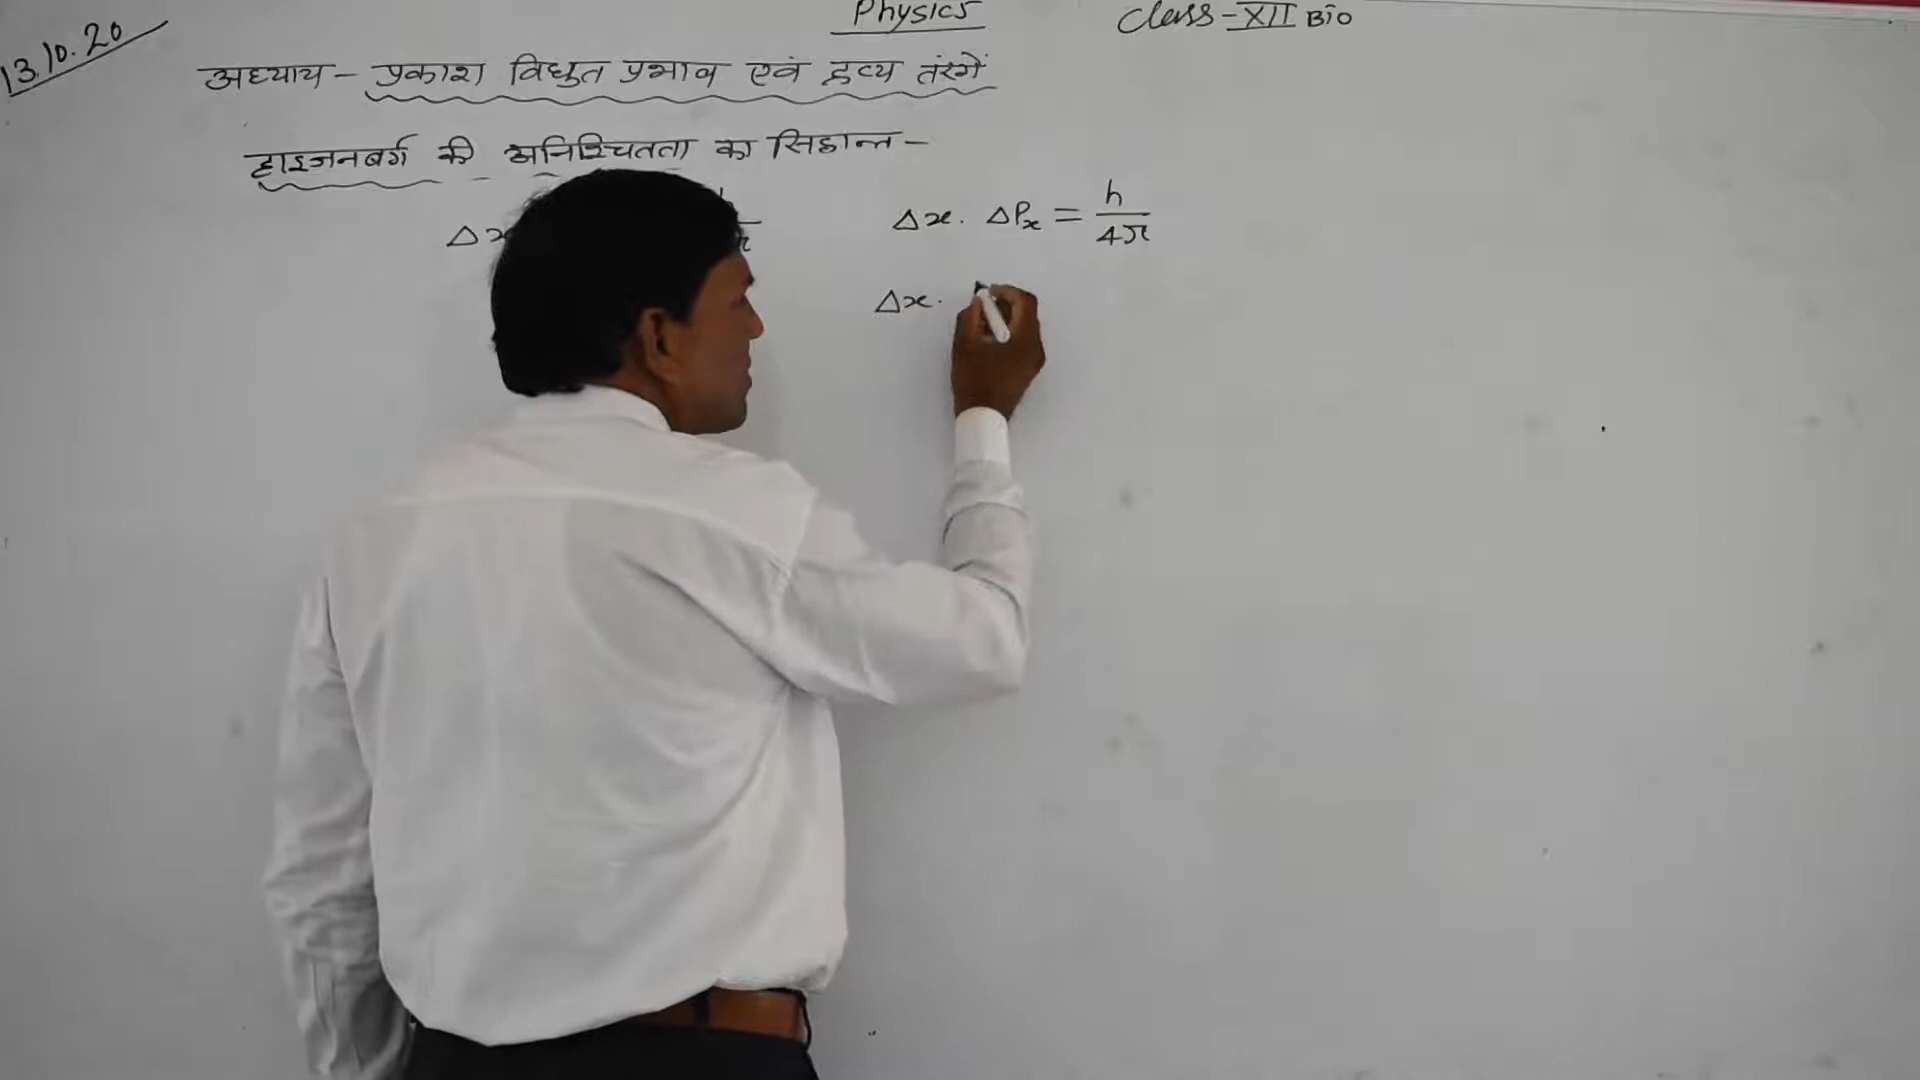 13.10.20
Physics
Class-XII Bio
अध्याय - प्रकाश विधुत प्रभाव एवं द्रव्य तरंगें
हाइजनबर्ग की अनिश्चितता का सिद्धान्त -
Δx
Δx. ΔPx = h/4π
Δx.